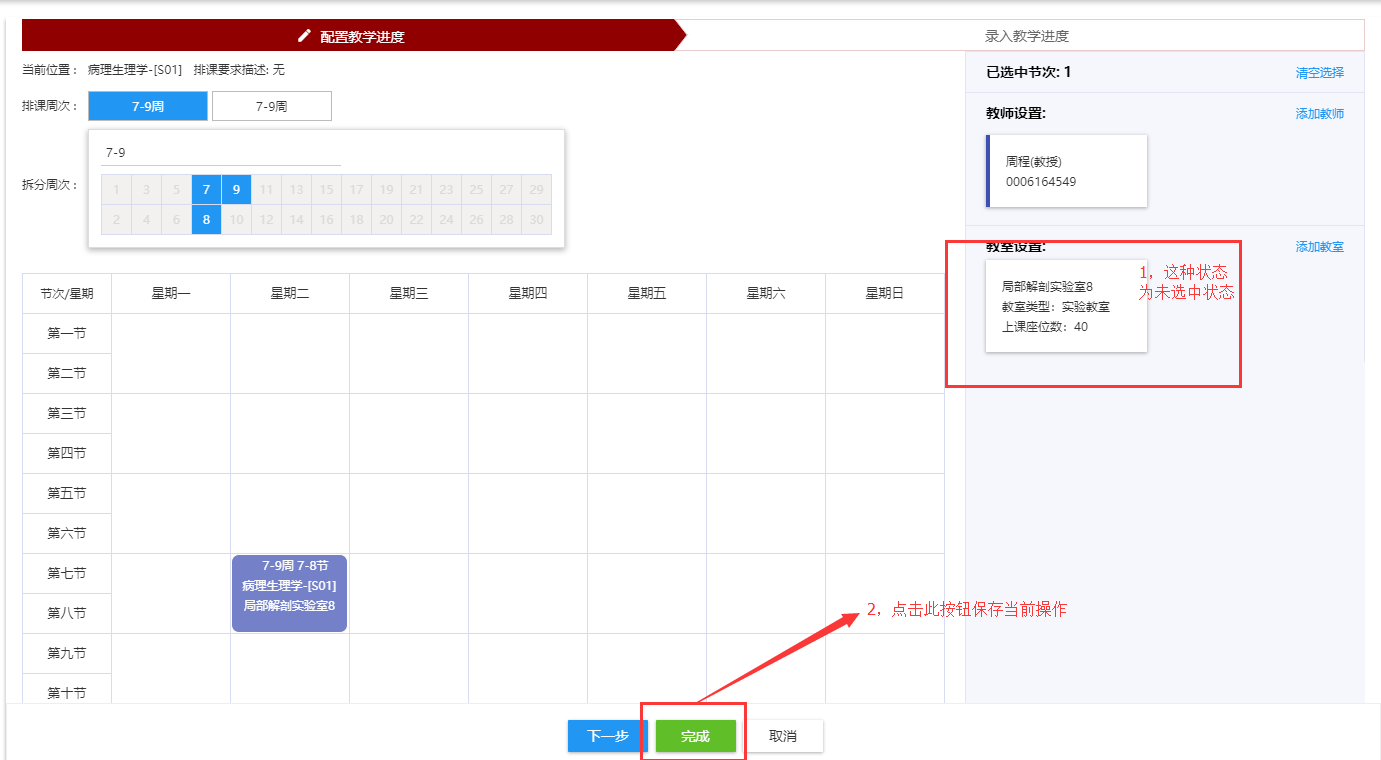 配置教学进度
录入教学进度
当前位置： 病理生理学-[S01] 排课要求描述: 无
排课周次： 7-9周 7-9周
拆分周次：
7-9
1 3 5 7 9 11 13 15 17 19 21 23 25 27 29
2 4 6 8 10 12 14 16 18 20 22 24 26 28 30
已选中节次: 1 清空选择
教师设置: 添加教师
周程(教授)
0006164549
教室设置: 添加教室
局部解剖实验室8
教室类型：实验教室
上课座位数：40
1，这种状态
为未选中状态
节次/星期 星期一 星期二 星期三 星期四 星期五 星期六 星期日
第一节
第二节
第三节
第四节
第五节
第六节
第七节
第八节
第九节
第十节
7-9周 7-8节
病理生理学-[S01]
局部解剖实验室8
2，点击此按钮保存当前操作
下一步 完成 取消